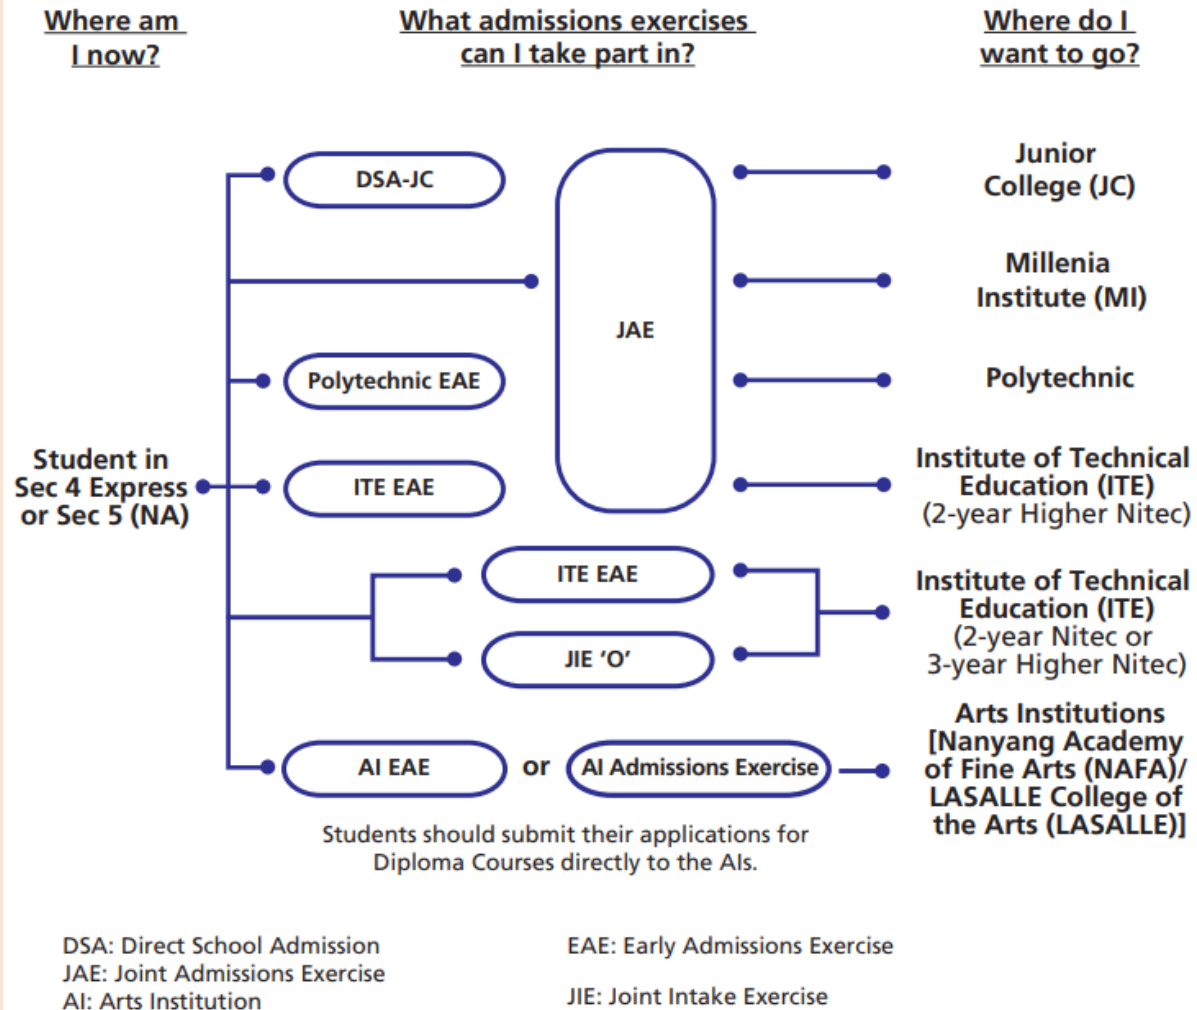 Where am
I now?
What admissions exercises
can I take part in?
Where do I
want to go?
DSA-JC
JAE
Junior
College (JC)
Millenia
Institute (MI)
Polytechnic EAE
Polytechnic
Student in
Sec 4 Express
or Sec 5 (NA)
ITE EAE
Institute of Technical
Education (ITE)
(2-year Higher Nitec)
ITE EAE
JIE ‘O’
Institute of Technical
Education (ITE)
(2-year Nitec or
3-year Higher Nitec)
AI EAE
or
AI Admissions Exercise
Arts Institutions
[Nanyang Academy
of Fine Arts (NAFA)/
LASALLE College of
the Arts (LASALLE)]
Students should submit their applications for
Diploma Courses directly to the AIs.
DSA: Direct School Admission
JAE: Joint Admissions Exercise
AI: Arts Institution
EAE: Early Admissions Exercise
JIE: Joint Intake Exercise